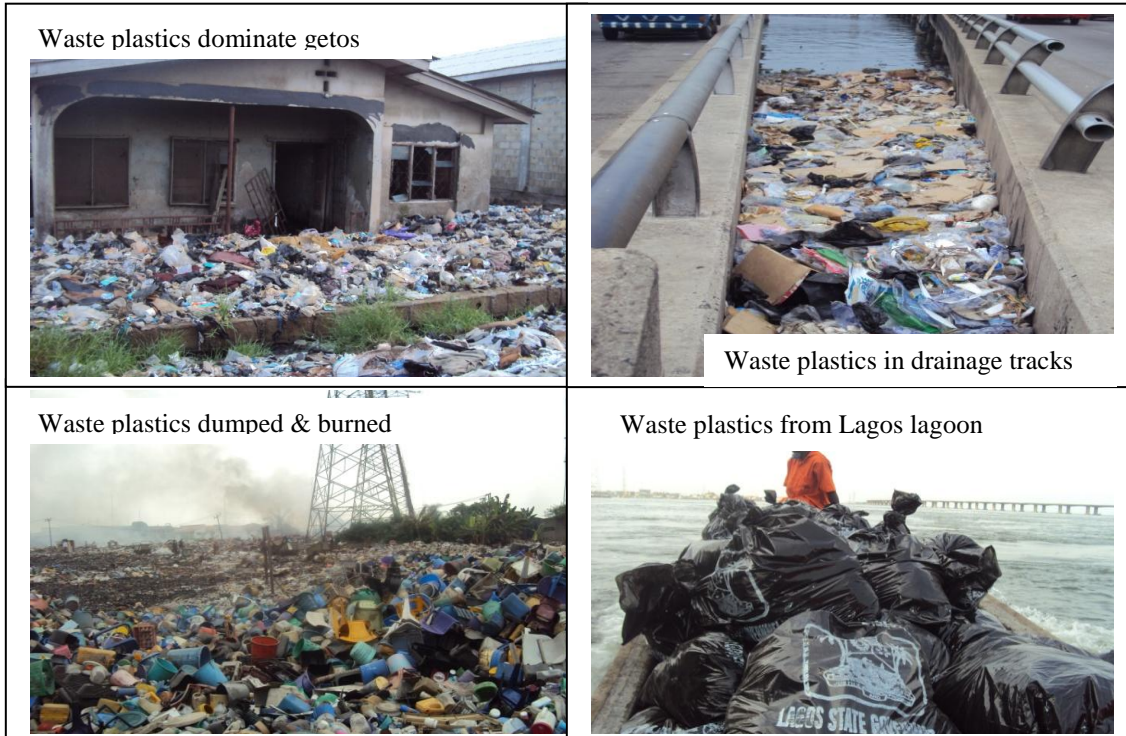 Waste plastics dominate getos
Waste plastics in drainage tracks
Waste plastics dumped & burned
Waste plastics from Lagos lagoon
LAGOS STATE